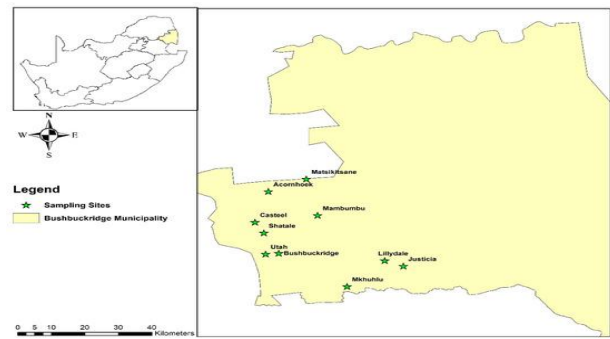 N
W E
S
Legend
Sampling Sites
Bushbuckridge Municipality
0 5 10 20 30 40
Kilometers
Matsikitsane
Acornhoek
Mambumbu
Casteel
Shatale
Utah
Bushbuckridge
Lillydale
Justicia
Mkhuhlu